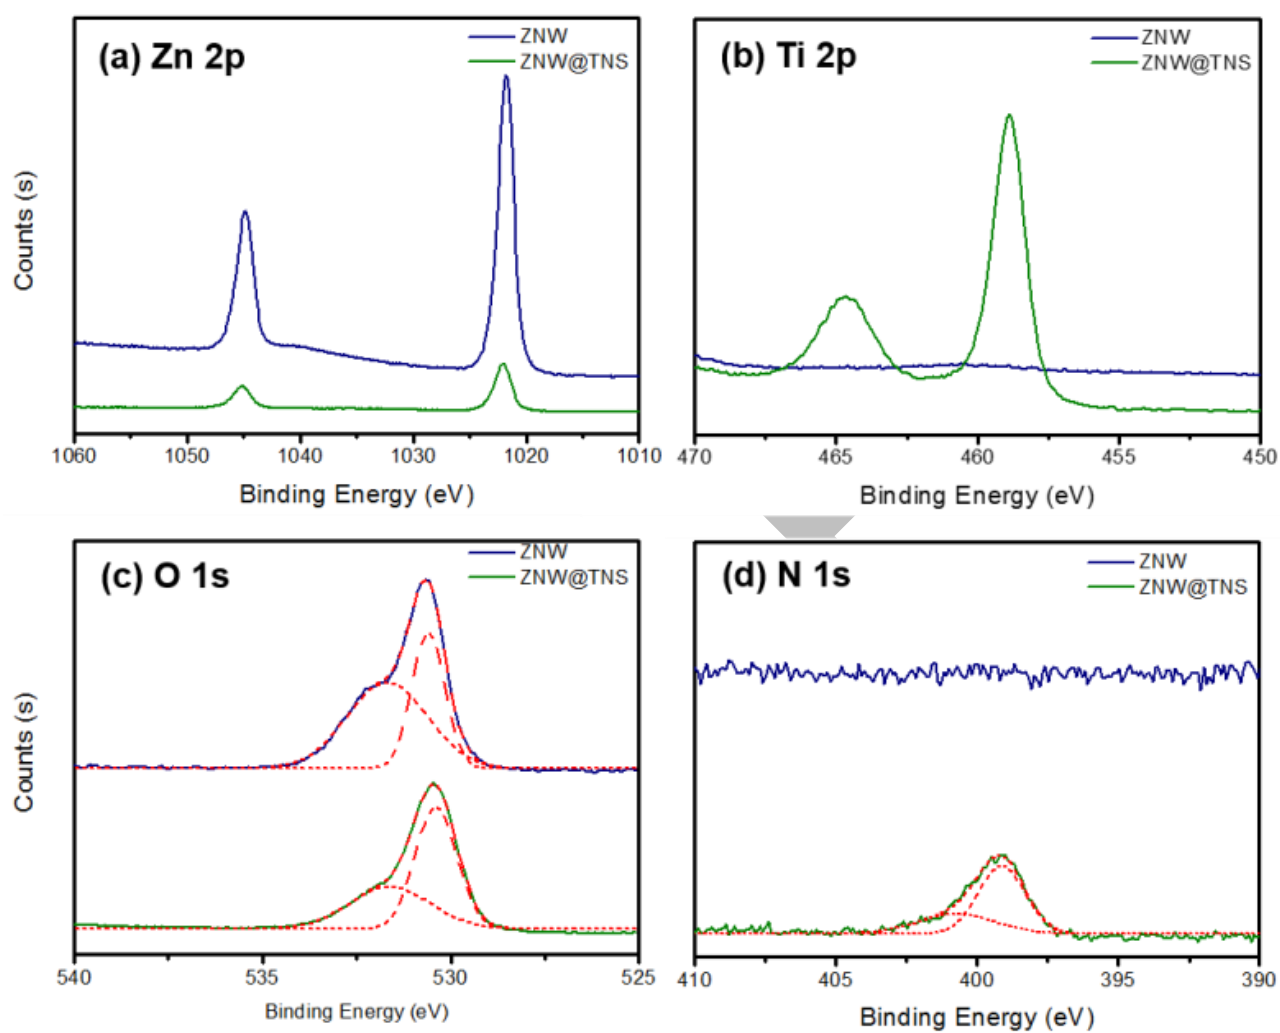 (a) Zn 2p
ZNW
ZNW@TNS
Counts (s)
1060 1050 1040 1030 1020 1010
Binding Energy (eV)
(b) Ti 2p
ZNW
ZNW@TNS
470 465 460 455 450
Binding Energy (eV)
(c) O 1s
ZNW
ZNW@TNS
Counts (s)
540 535 530 525
Binding Energy (eV)
(d) N 1s
ZNW
ZNW@TNS
410 405 400 395 390
Binding Energy (eV)